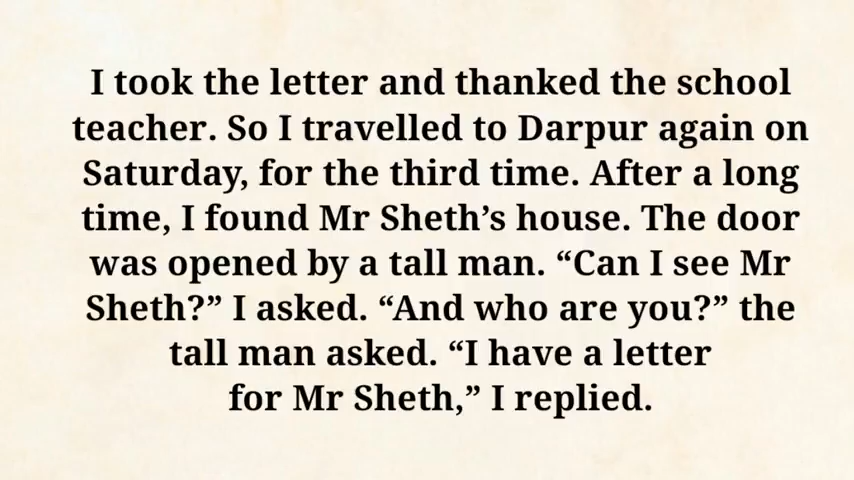 I took the letter and thanked the school
teacher. So I travelled to Darpur again on
Saturday, for the third time. After a long
time, I found Mr Sheth’s house. The door
was opened by a tall man. “Can I see Mr
Sheth?” I asked. “And who are you?” the
tall man asked. “I have a letter
for Mr Sheth,” I replied.